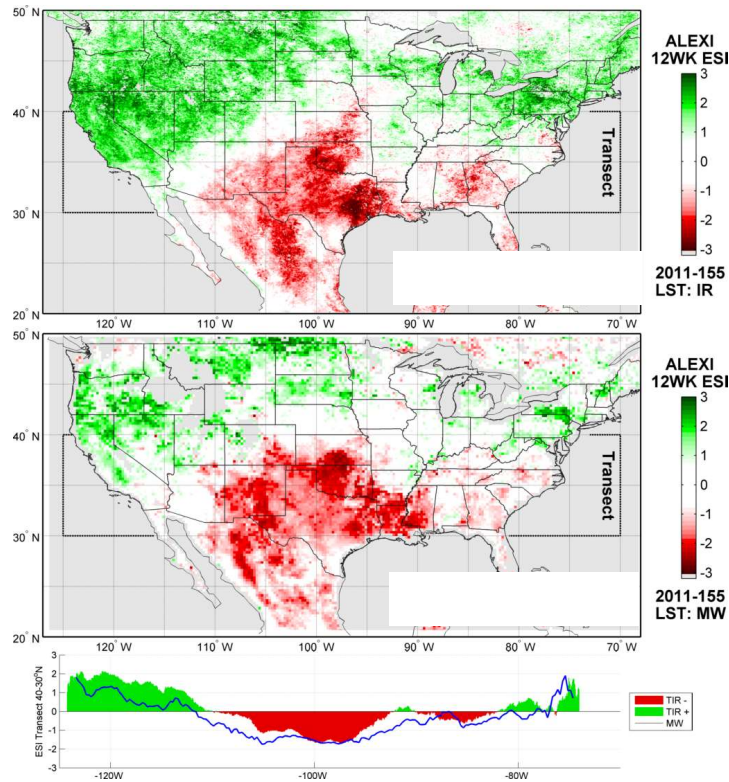 50° N
40° N
30° N
20° N
120° W
110° W
100° W
90° W
80° W
70° W
Transect
ALEXI
12WK ESI
3
2
1
0
-1
-2
-3
2011-155
LST: IR
50° N
40° N
30° N
20° N
120° W
110° W
100° W
90° W
80° W
70° W
Transect
ALEXI
12WK ESI
3
2
1
0
-1
-2
-3
2011-155
LST: MW
ESI Transect 40-30°N
3
2
1
0
-1
-2
-3
-120W
-100W
-80W
TIR -
TIR +
MW